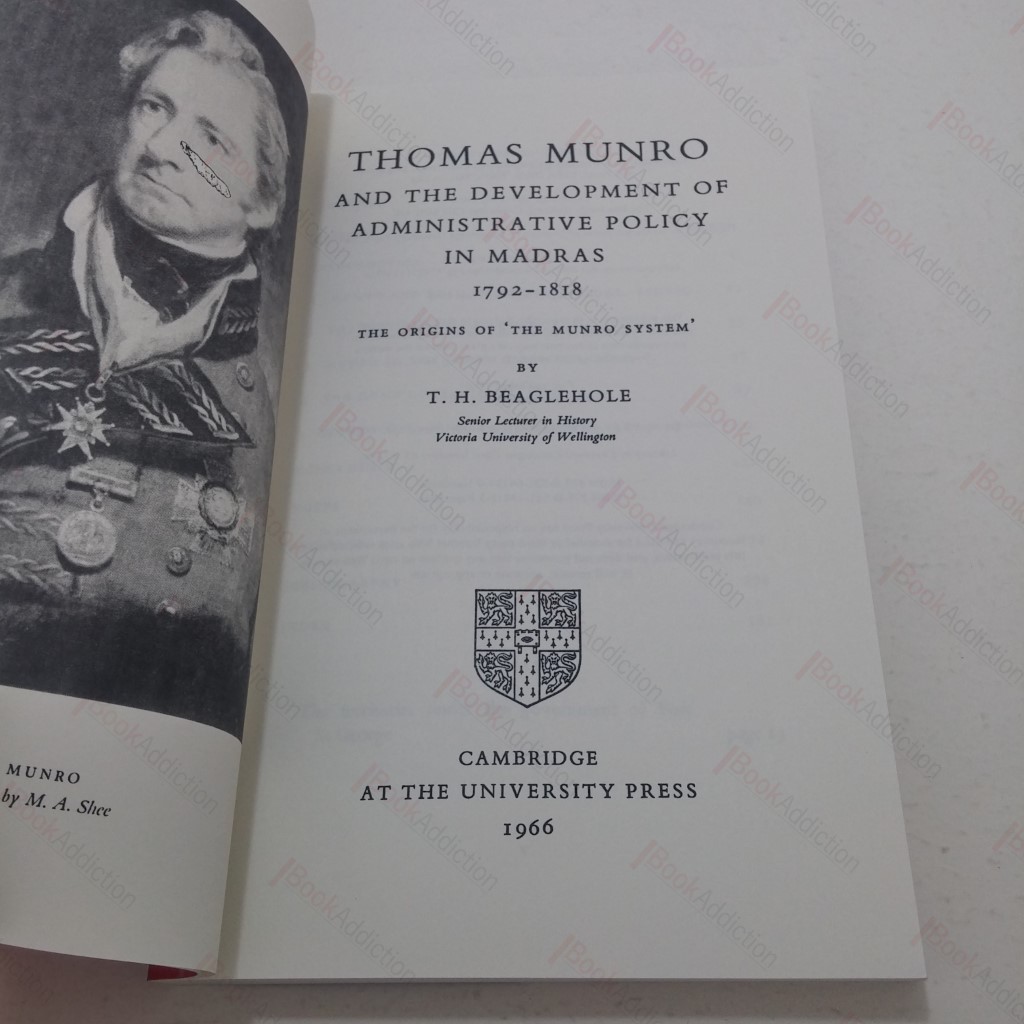 MUNRO
by M. A. Shee
THOMAS MUNRO
AND THE DEVELOPMENT OF
ADMINISTRATIVE POLICY
IN MADRAS
1792–1818
THE ORIGINS OF ‘THE MUNRO SYSTEM’
BY
T. H. BEAGLEHOLE
Senior Lecturer in History
Victoria University of Wellington
CAMBRIDGE
AT THE UNIVERSITY PRESS
1966
BookAddiction